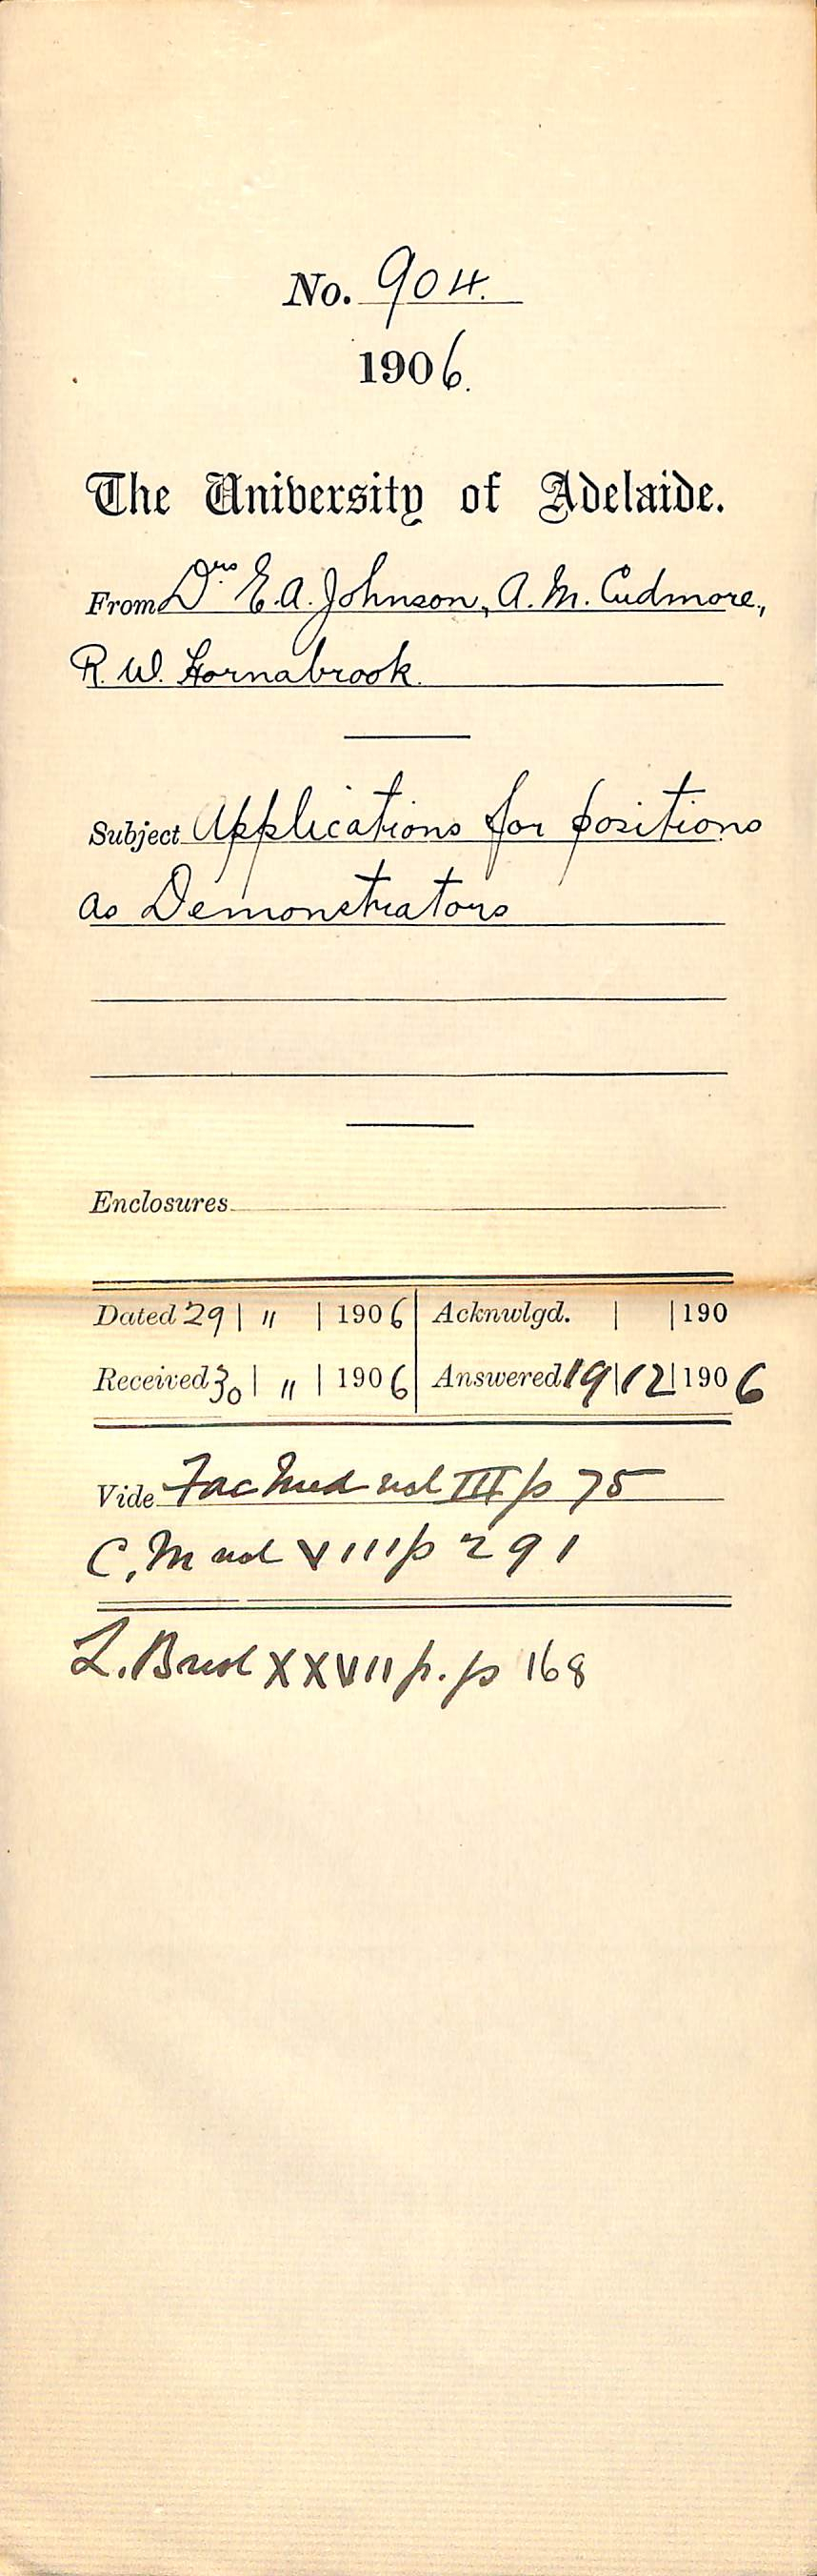 No. 904.
1906.
The University of Adelaide.
From Drs. E. A. Johnson, A. M. Cudmore,
R. W. Hornabrook.
Subject Applications for positions
as Demonstrators
Enclosures
Dated 29 | 11 | 1906 | Acknwlgd. | | 190
Received 30 | 11 | 1906 | Answered 19 | 12 | 1906
Vide Fac Med vol III p 75
C. M vol VIII p 291
L. B vol XXVII p 168